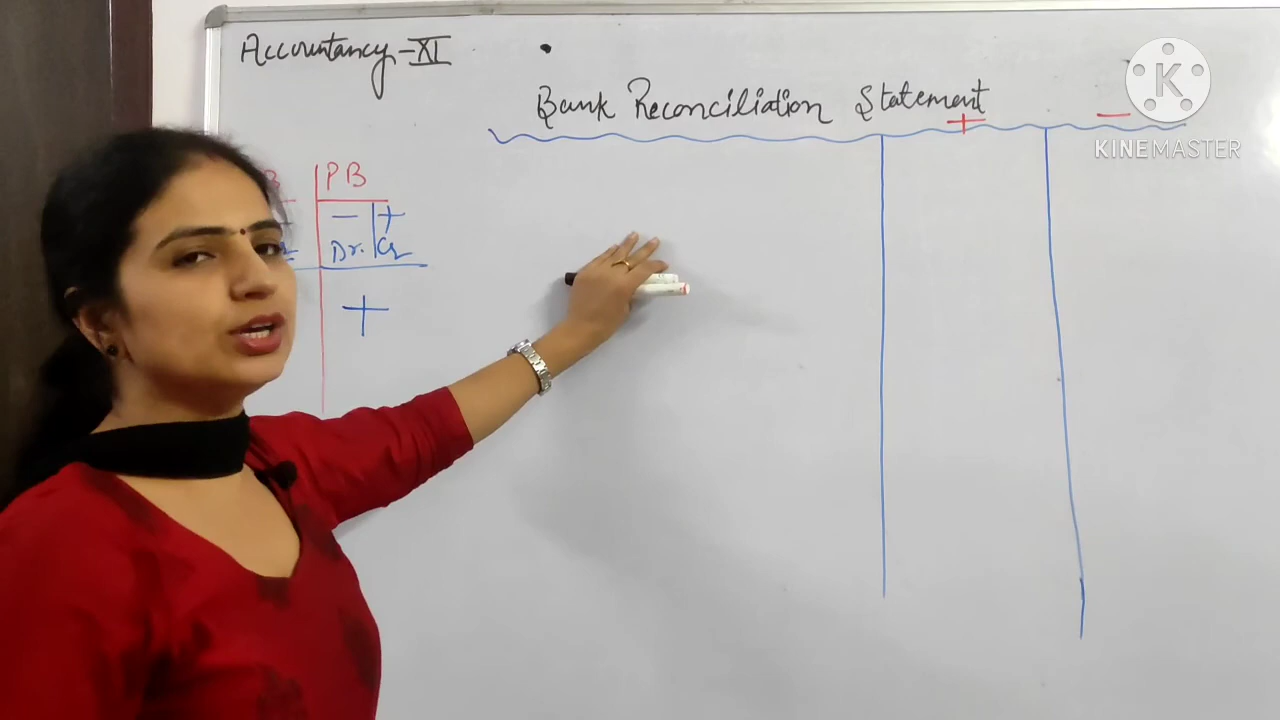 Accountancy-XI
Bank Reconciliation Statement
+ −
K
KINEMASTER
B PB
− +
Dr. Cr
+